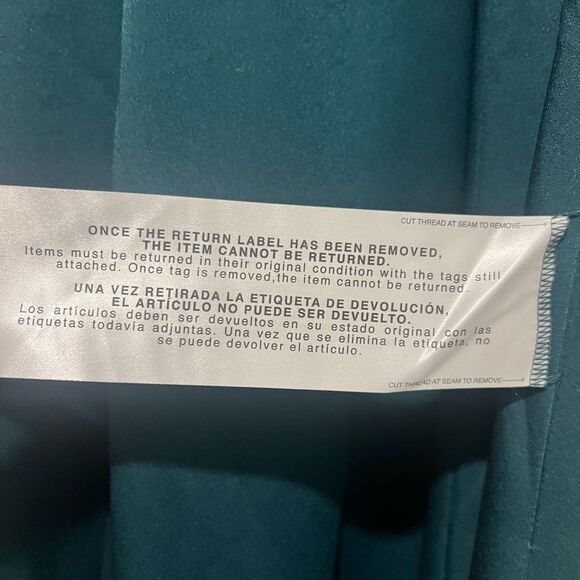 CUT THREAD AT SEAM TO REMOVE
ONCE THE RETURN LABEL HAS BEEN REMOVED,
THE ITEM CANNOT BE RETURNED.
Items must be returned in their original condition with the tags still
attached. Once tag is removed,the item cannot be returned.
UNA VEZ RETIRADA LA ETIQUETA DE DEVOLUCIÓN,
EL ARTÍCULO NO PUEDE SER DEVUELTO.
Los artículos deben ser devueltos en su estado original con las
etiquetas todavía adjuntas. Una vez que se elimina la etiqueta, no
se puede devolver el artículo.
CUT THREAD AT SEAM TO REMOVE